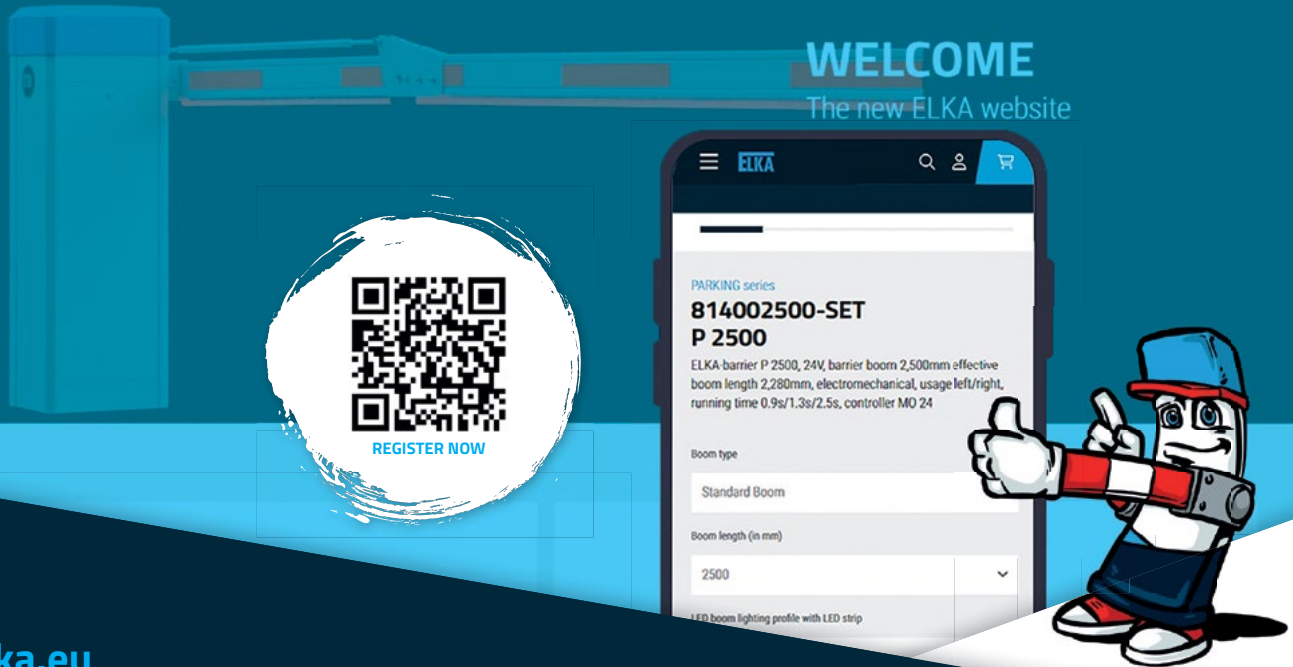 WELCOME
The new ELKA website
ELKA
PARKING series
814002500-SET
P 2500
ELKA-barrier P 2500, 24V, barrier boom 2,500mm effective
boom length 2,280mm, electromechanical, usage left/right,
running time 0.9s/1.3s/2.5s, controller MO 24
Boom type
Standard Boom
Boom length (in mm)
2500
LED boom lighting profile with LED strip
REGISTER NOW
ka.eu